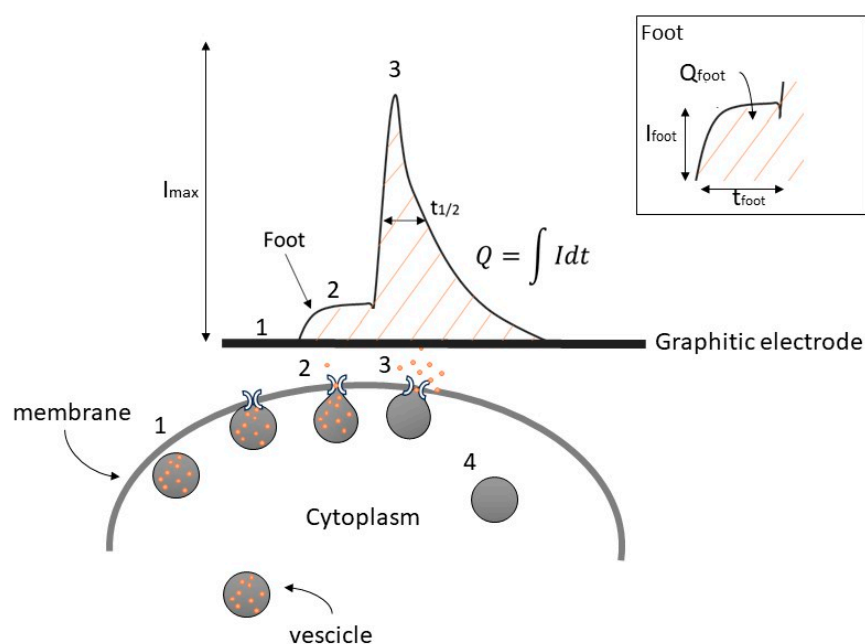 Foot
Qfoot
Ifoot
tfoot
3
Imax
t1/2
Foot
2
Q = ∫ Idt
1
Graphitic electrode
2
3
membrane
1
4
Cytoplasm
vescicle